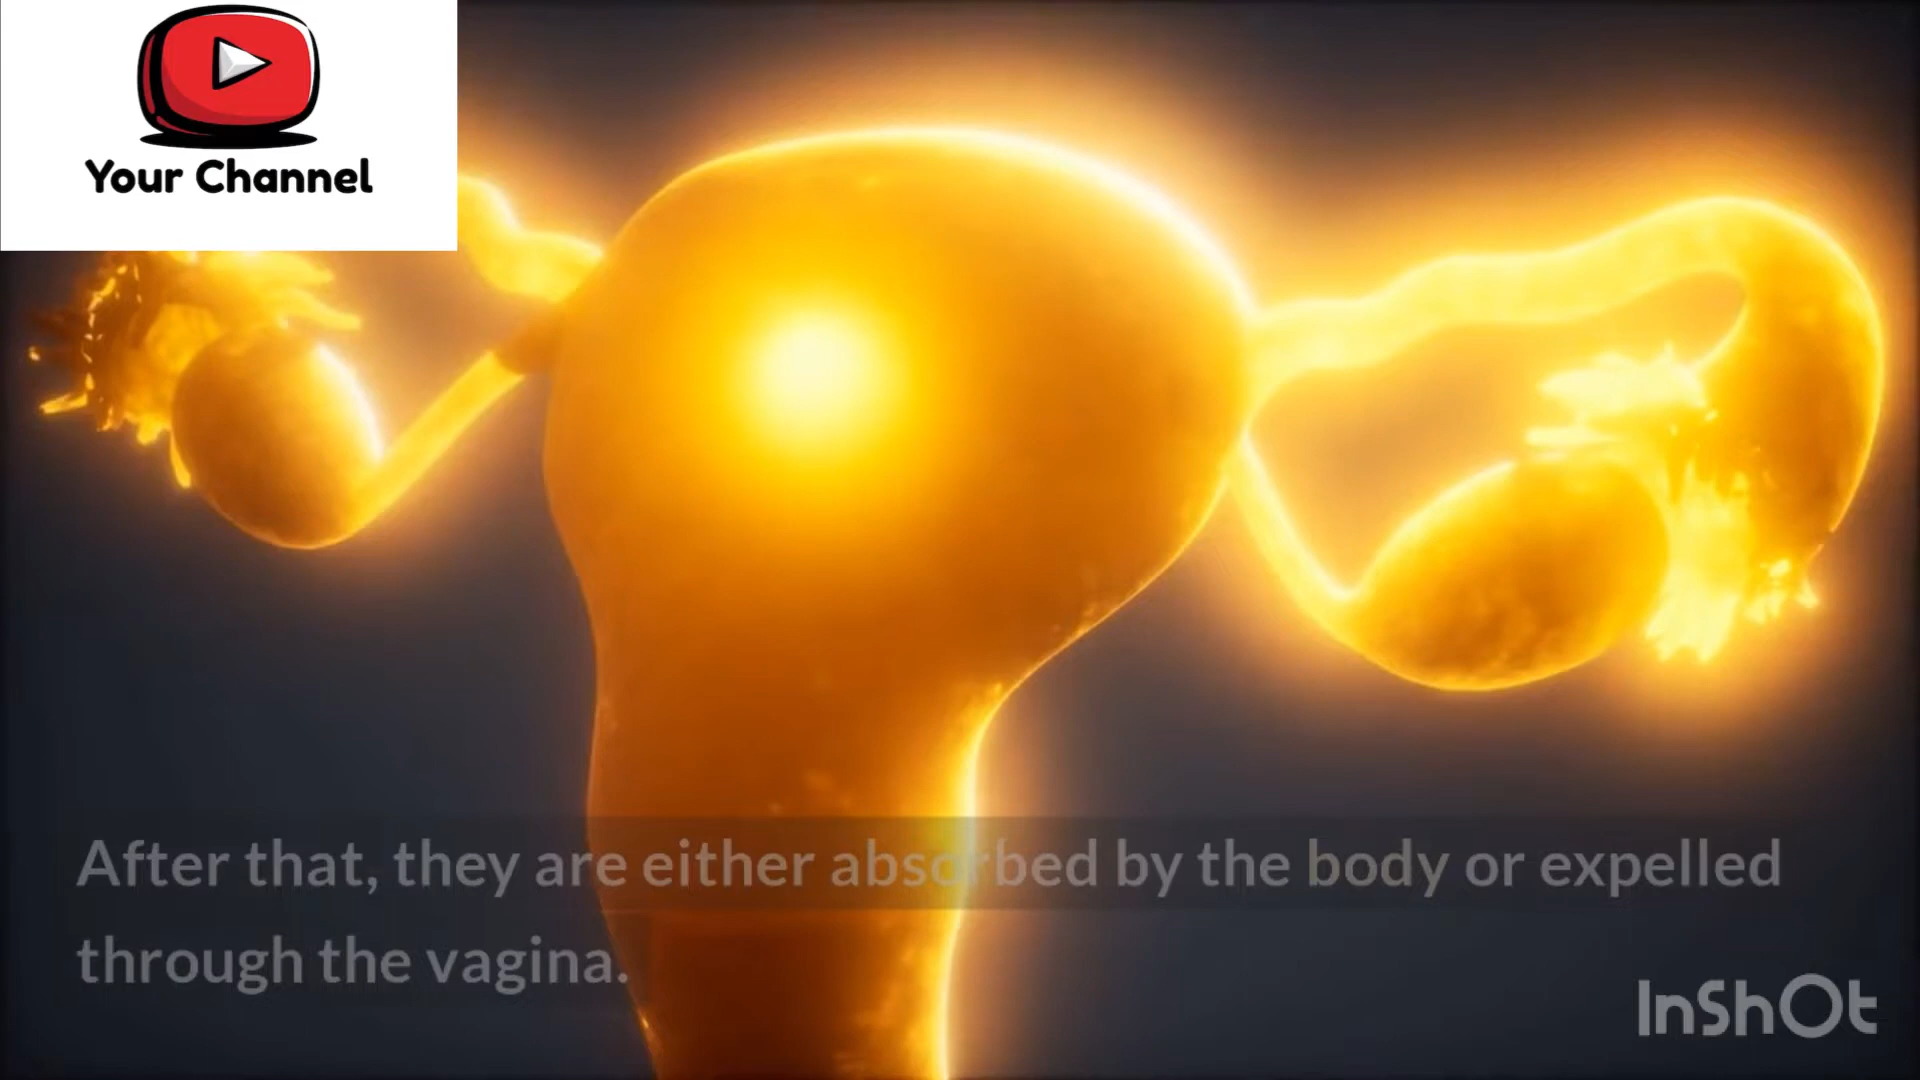 Your Channel
After that, they are either absorbed by the body or expelled
through the vagina.
InShOt